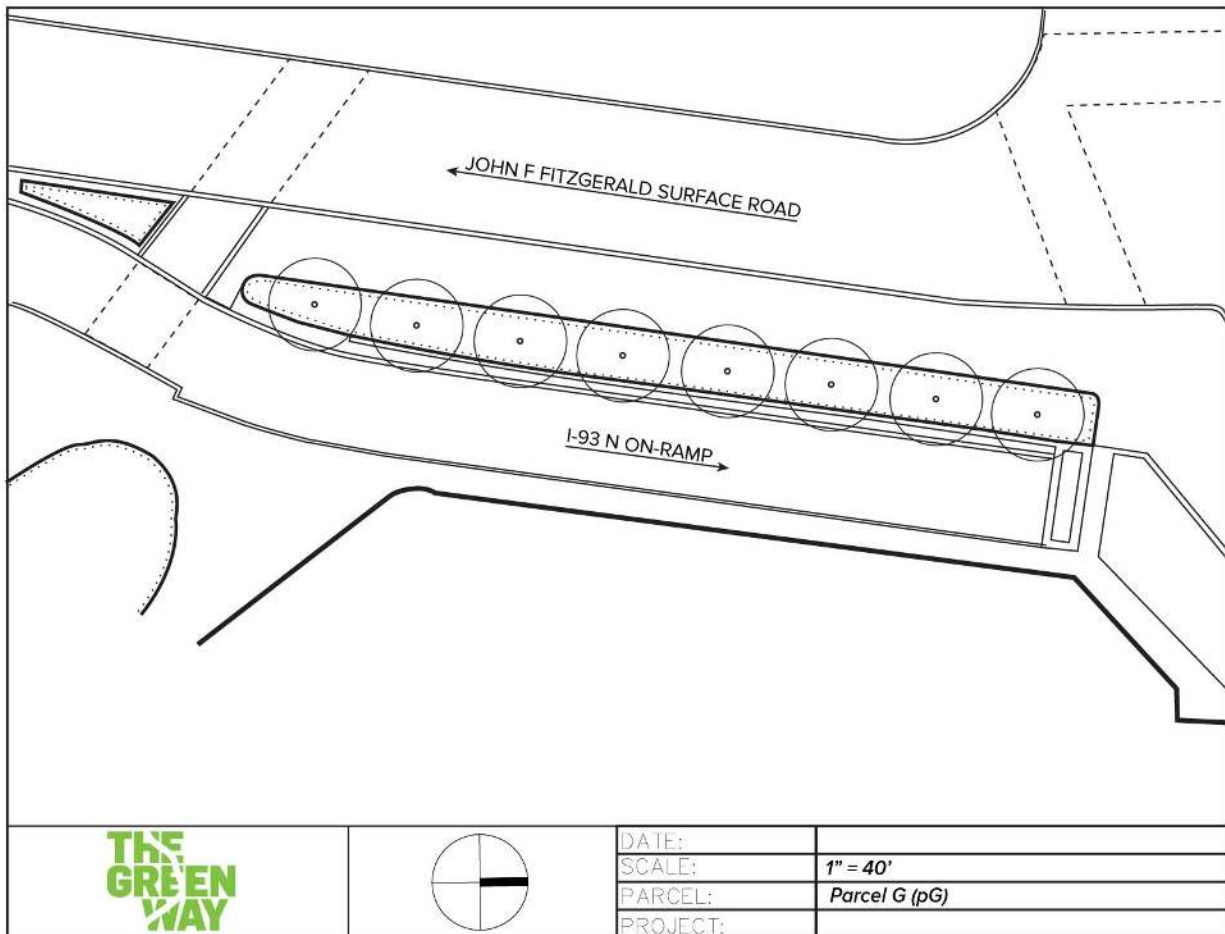 JOHN F FITZGERALD SURFACE ROAD
I-93 N ON-RAMP
THE
GREEN
WAY
DATE:
SCALE: 1" = 40'
PARCEL: Parcel G (pG)
PROJECT: